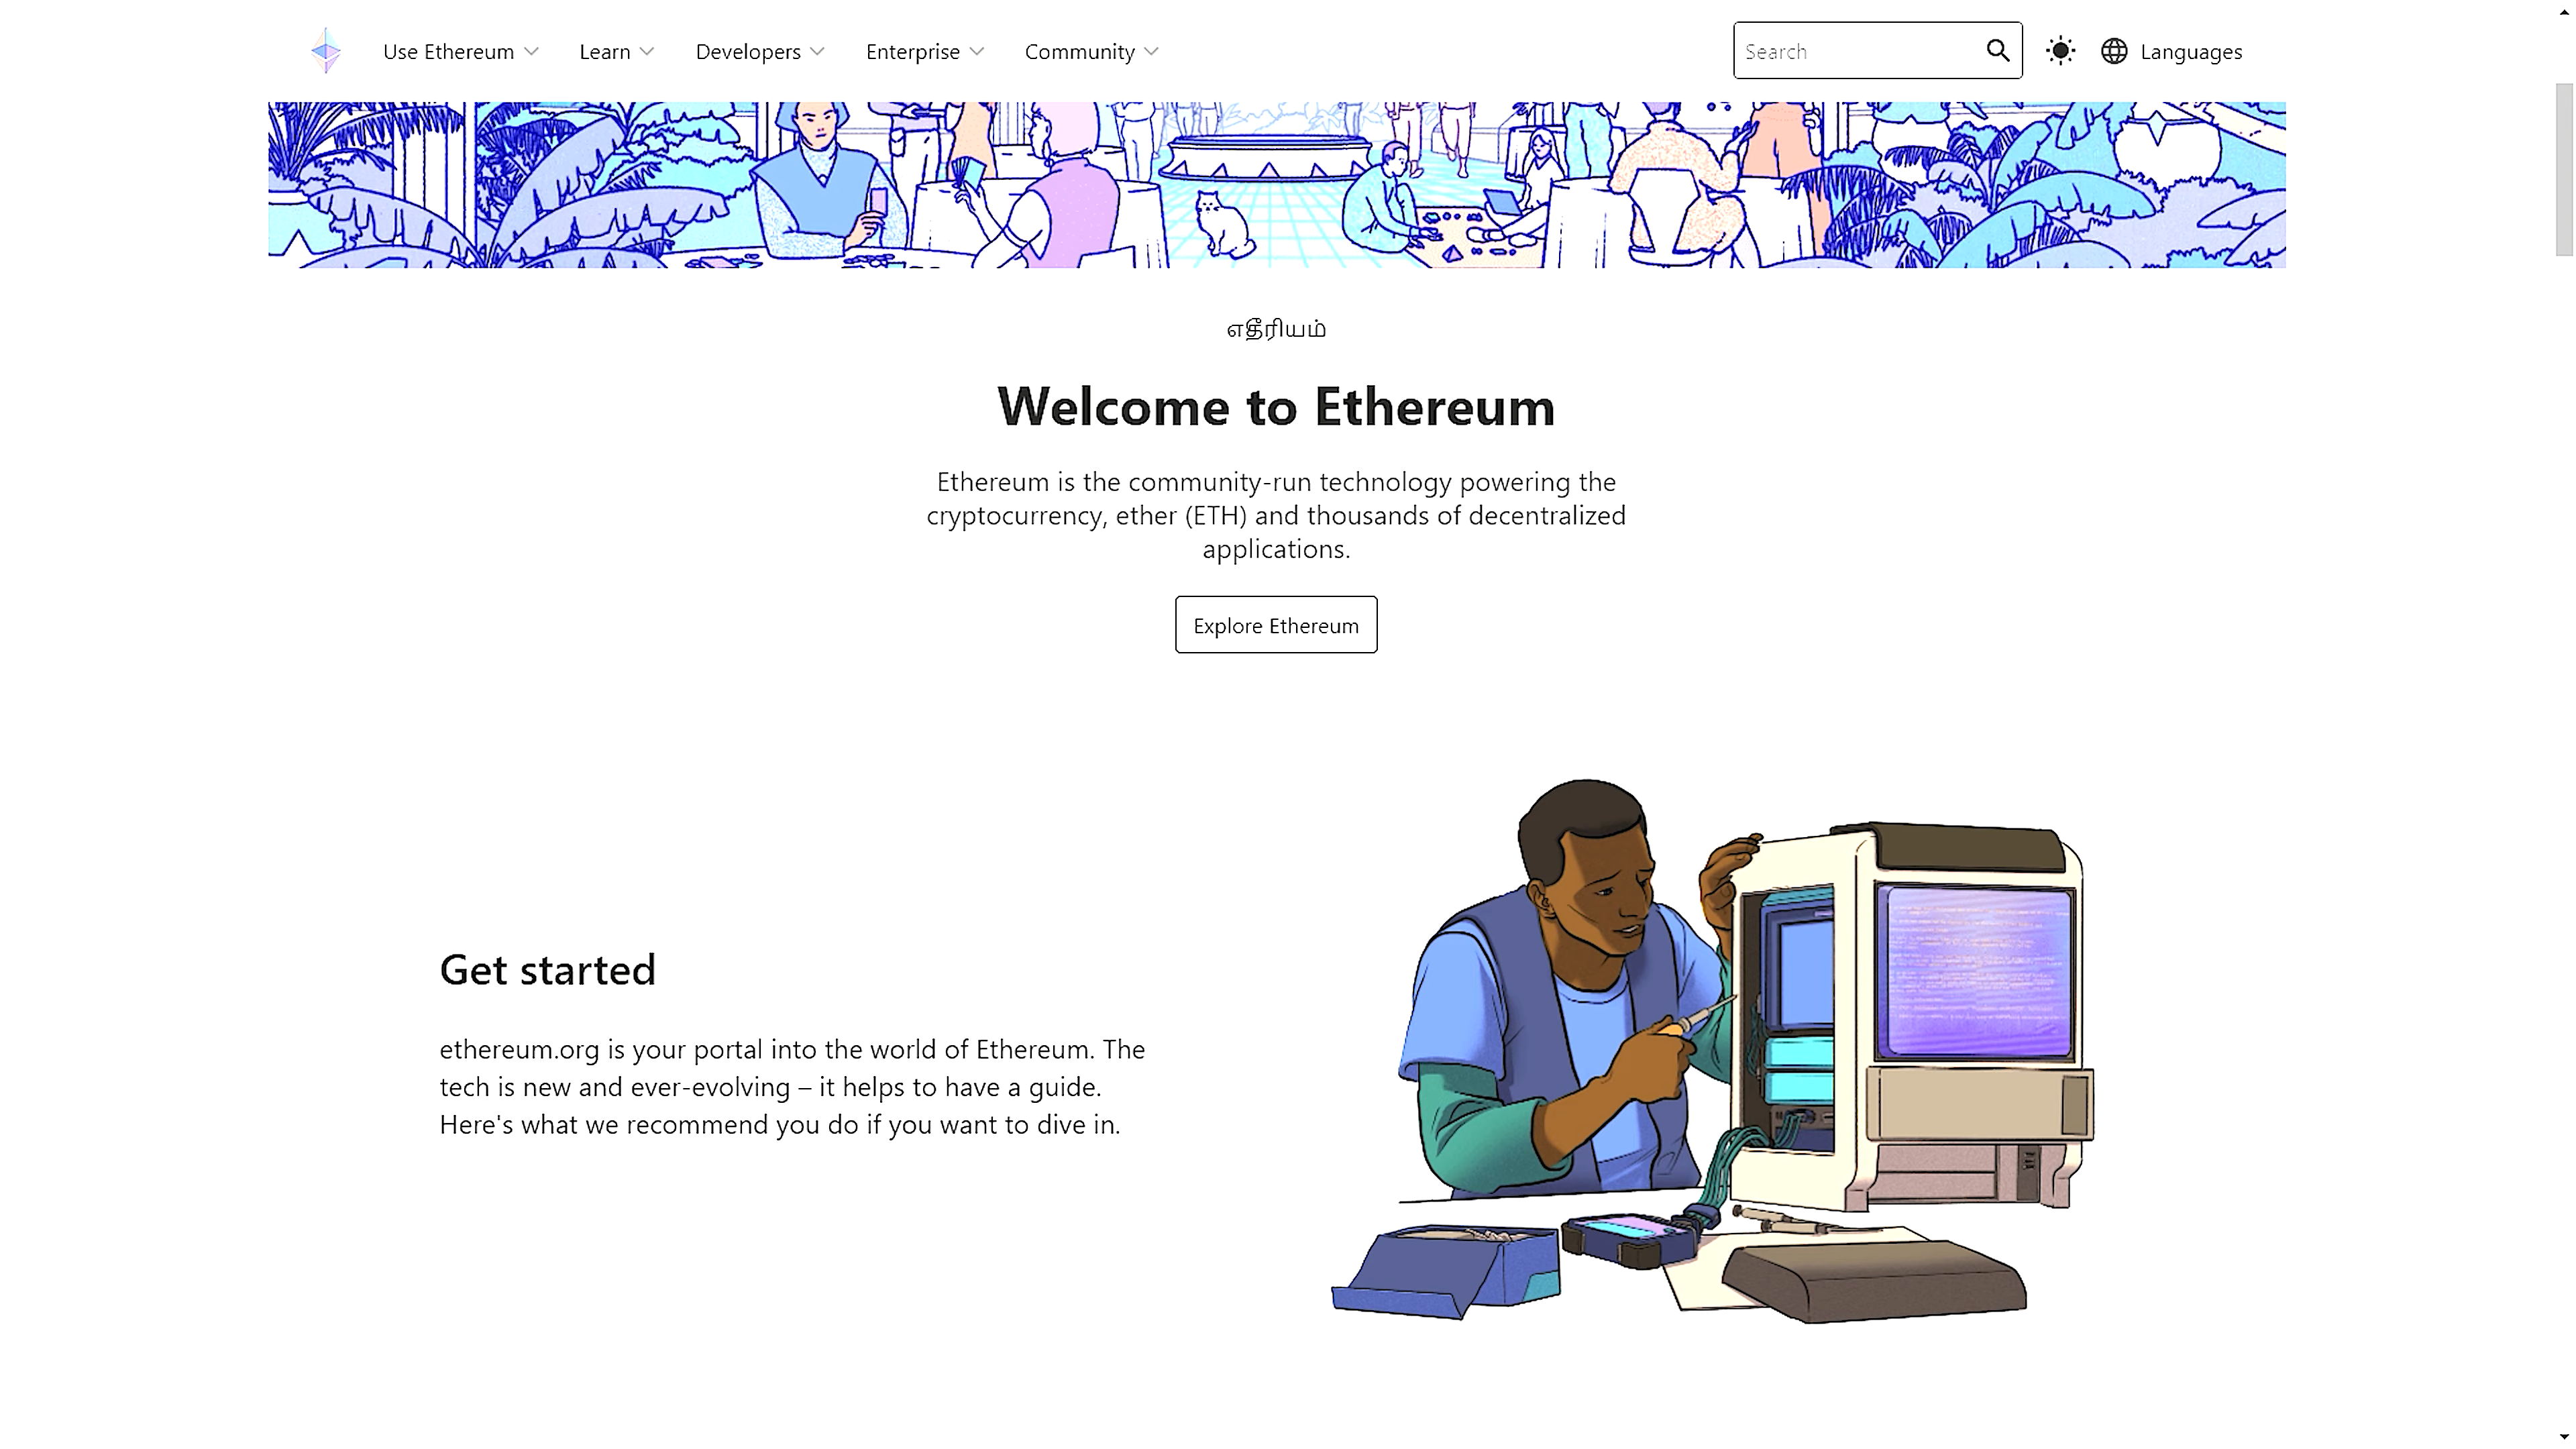 Use Ethereum
Learn
Developers
Enterprise
Community
Search
Languages
எதீரியம்
Welcome to Ethereum
Ethereum is the community-run technology powering the
cryptocurrency, ether (ETH) and thousands of decentralized
applications.
Explore Ethereum
Get started
ethereum.org is your portal into the world of Ethereum. The
tech is new and ever-evolving – it helps to have a guide.
Here's what we recommend you do if you want to dive in.